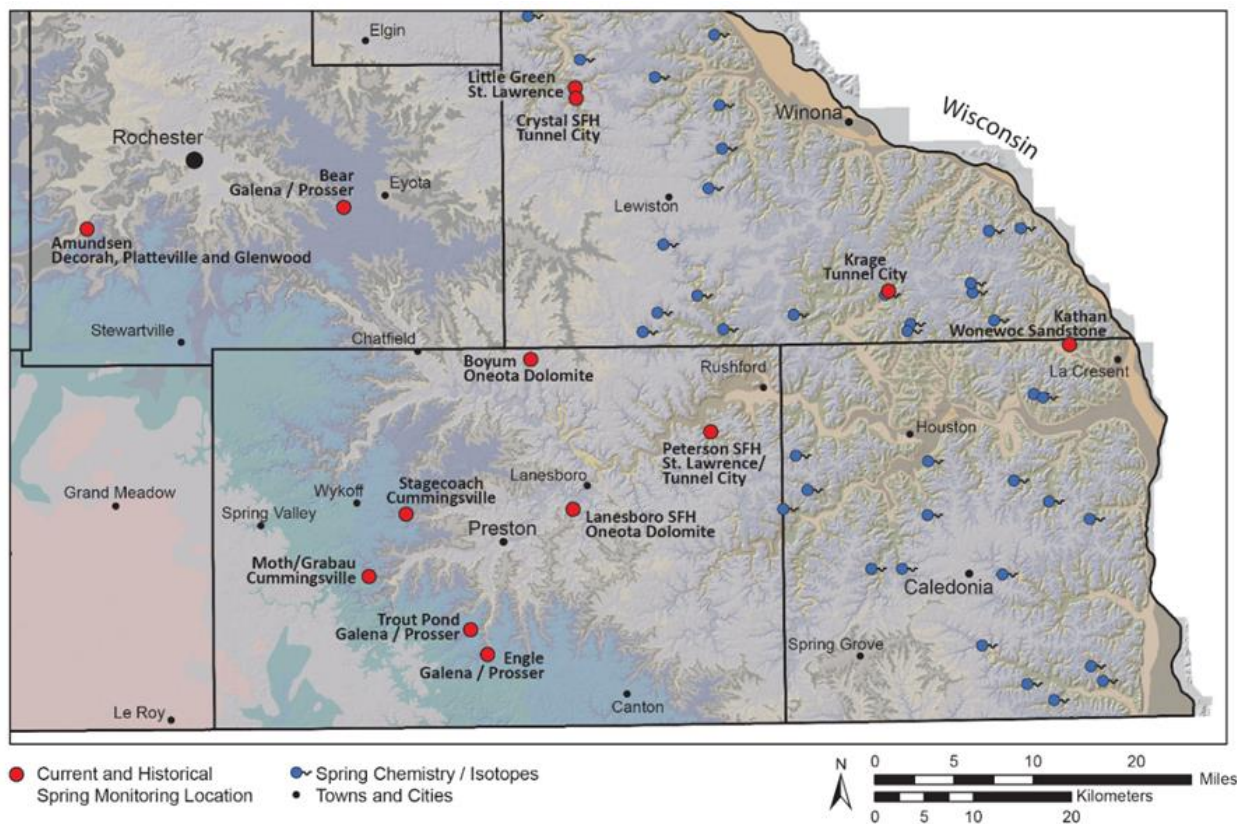 Elgin
Little Green
St. Lawrence
Crystal SFH
Tunnel City
Winona
Wisconsin
Rochester
Bear
Galena / Prosser
Eyota
Lewiston
Amundsen
Decorah, Platteville and Glenwood
Krage
Tunnel City
Kathan
Wonewoc Sandstone
Stewartville
Chatfield
Boyum
Oneota Dolomite
Rushford
La Cresent
Peterson SFH
St. Lawrence/
Tunnel City
Houston
Grand Meadow
Wykoff
Stagecoach
Cummingsville
Lanesboro
Spring Valley
Preston
Lanesboro SFH
Oneota Dolomite
Moth/Grabau
Cummingsville
Caledonia
Trout Pond
Galena / Prosser
Engle
Galena / Prosser
Spring Grove
Canton
Le Roy
Current and Historical
Spring Monitoring Location
Spring Chemistry / Isotopes
Towns and Cities
N
0 5 10 20
Miles
Kilometers
0 5 10 20